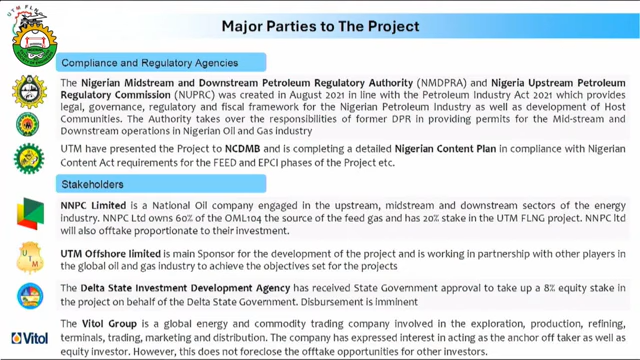 UTM FLNG
Major Parties to The Project
Compliance and Regulatory Agencies
The Nigerian Midstream and Downstream Petroleum Regulatory Authority (NMDPRA) and Nigeria Upstream Petroleum
Regulatory Commission (NUPRC) was created in August 2021 in line with the Petroleum Industry Act 2021 which provides
legal, governance, regulatory and fiscal framework for the Nigerian Petroleum Industry as well as development of Host
Communities. The Authority takes over the responsibilities of former DPR in providing permits for the Mid-stream and
Downstream operations in Nigerian Oil and Gas industry
UTM have presented the Project to NCDMB and is completing a detailed Nigerian Content Plan in compliance with Nigerian
Content Act requirements for the FEED and EPCI phases of the Project etc.
Stakeholders
NNPC Limited is a National Oil company engaged in the upstream, midstream and downstream sectors of the energy
industry. NNPC Ltd owns 60% of the OML104 the source of the feed gas and has 20% stake in the UTM FLNG project. NNPC ltd
will also offtake proportionate to their investment.
UTM
UTM Offshore limited is main Sponsor for the development of the project and is working in partnership with other players in
the global oil and gas industry to achieve the objectives set for the projects
The Delta State Investment Development Agency has received State Government approval to take up a 8% equity stake in
the project on behalf of the Delta State Government. Disbursement is imminent
Vitol
The Vitol Group is a global energy and commodity trading company involved in the exploration, production, refining,
terminals, trading, marketing and distribution. The company has expressed interest in acting as the anchor off taker as well as
equity investor. However, this does not foreclose the offtake opportunities for other investors.